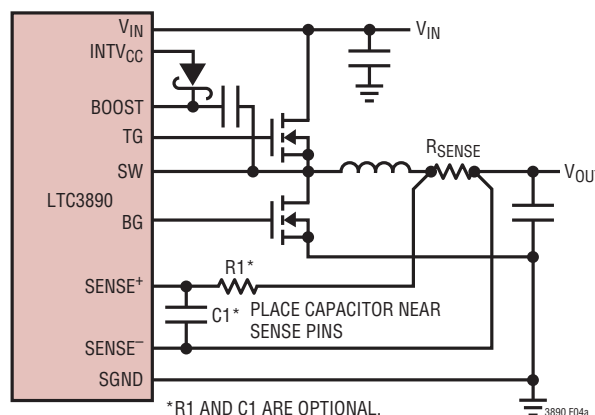 VIN
INTVCC
BOOST
TG
SW
LTC3890
BG
SENSE+
SENSE–
SGND
VIN
RSENSE
VOUT
R1*
C1*
PLACE CAPACITOR NEAR
SENSE PINS
*R1 AND C1 ARE OPTIONAL.
3890 F04a